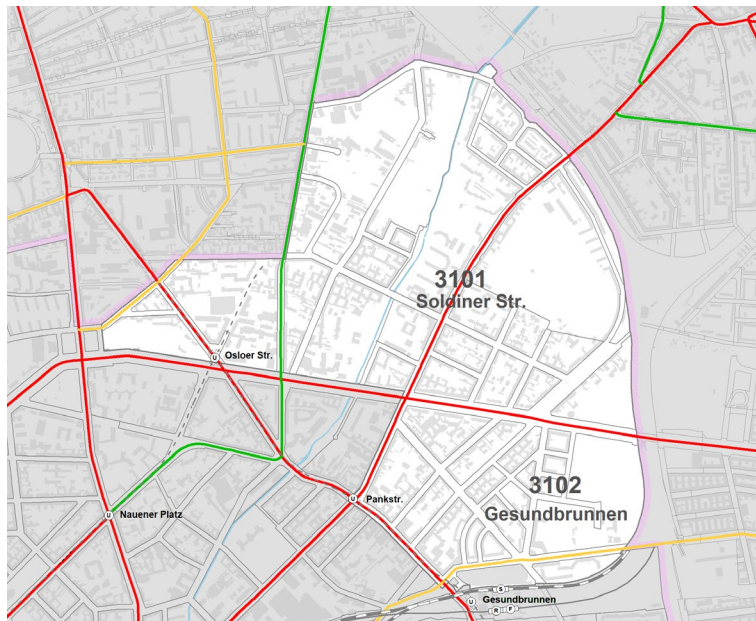 3101
Soldiner Str.
U
Osloer Str.
3102
U
Pankstr.
Gesundbrunnen
U
Nauener Platz
S
U
Gesundbrunnen
R
F